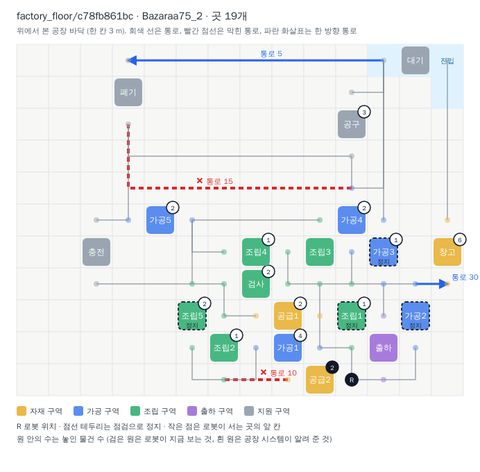 factory_floor/c78fb861bc · Bazaraa75_2 · 곳 19개
위에서 본 공장 바닥 (한 칸 3 m). 회색 선은 통로, 빨간 점선은 막힌 통로, 파란 화살표는 한 방향 통로
통로 5
대기
진입
폐기
3
공구
✕ 통로 15
2
가공5
2
가공4
충전
1
조립4
조립3
1
가공3
정지
6
창고
2
검사
통로 30
2
조립5
정지
2
공급1
1
조립1
정지
가공2
정지
1
조립2
4
가공1
출하
✕ 통로 10
2
공급2
R
자재 구역
가공 구역
조립 구역
출하 구역
지원 구역
R 로봇 위치 · 점선 테두리는 점검으로 정지 · 작은 점은 로봇이 서는 곳의 앞 칸
원 안의 수는 놓인 물건 수 (검은 원은 로봇이 지금 보는 것, 흰 원은 공장 시스템이 알려 준 것)